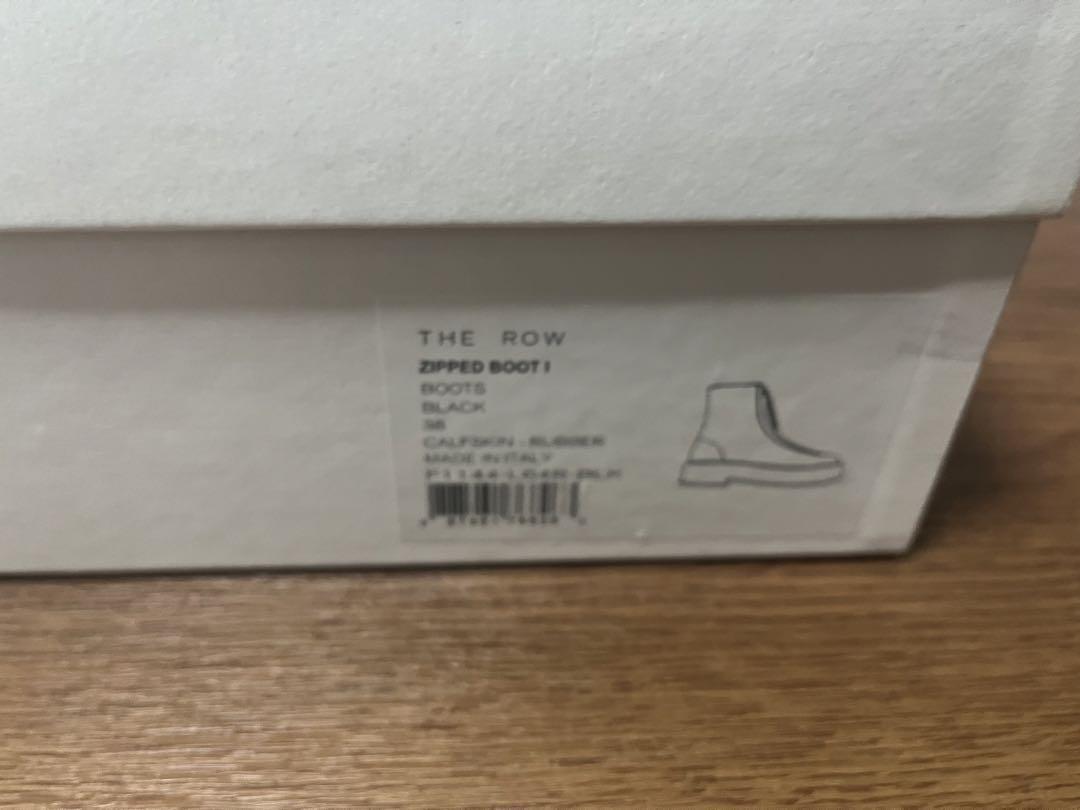 THE ROW
ZIPPED BOOT I
BOOTS
BLACK
38
CALFSKIN - RUBBER
MADE IN ITALY